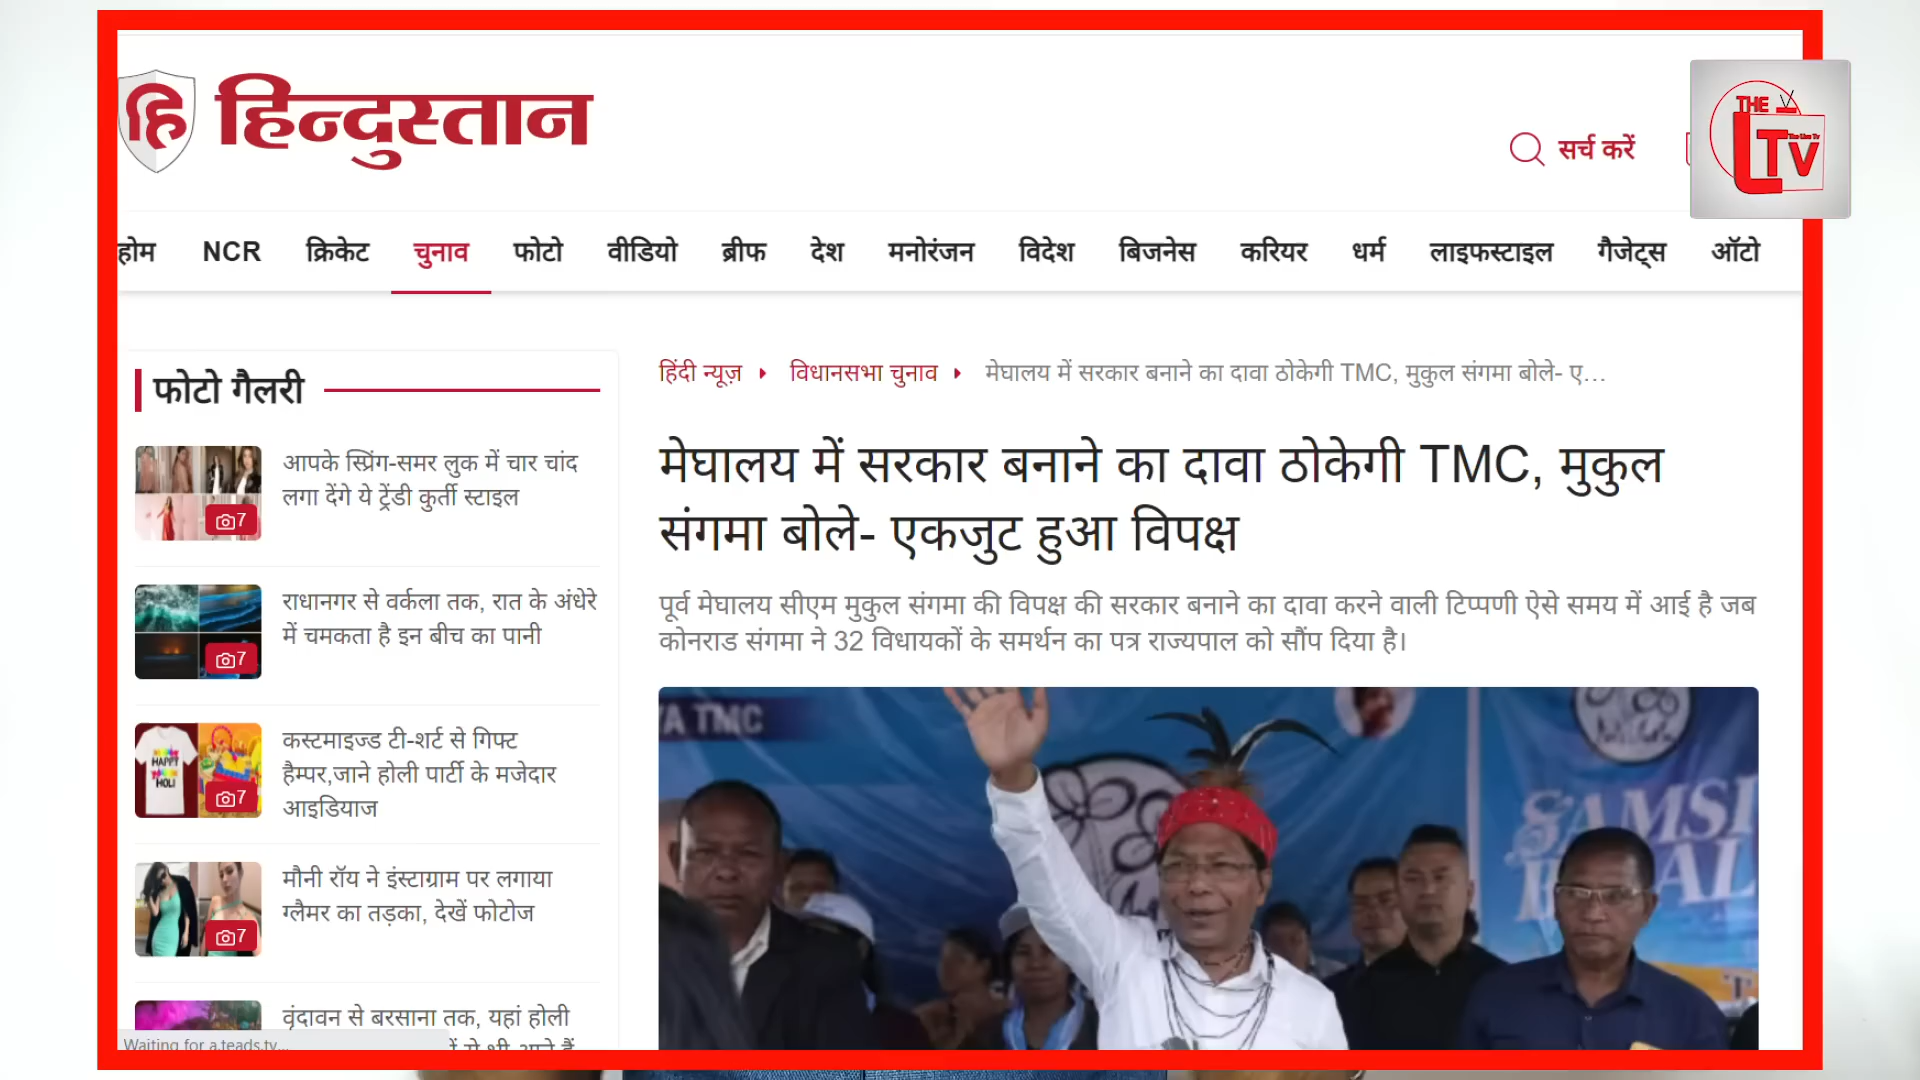 हि हिन्दुस्तान
सर्च करें
THE
LTV
होम NCR क्रिकेट चुनाव फोटो वीडियो ब्रीफ देश मनोरंजन विदेश बिजनेस करियर धर्म लाइफस्टाइल गैजेट्स ऑटो
फोटो गैलरी
आपके स्प्रिंग-समर लुक में चार चांद
लगा देंगे ये ट्रेंडी कुर्ती स्टाइल
7
राधानगर से वर्कला तक, रात के अंधेरे
में चमकता है इन बीच का पानी
7
कस्टमाइज्ड टी-शर्ट से गिफ्ट
हैम्पर,जाने होली पार्टी के मजेदार
आइडियाज
HAPPY
HOLI
7
मौनी रॉय ने इंस्टाग्राम पर लगाया
ग्लैमर का तड़का, देखें फोटोज
7
वृंदावन से बरसाना तक, यहां होली
Waiting for a.teads.tv...
हिंदी न्यूज़ विधानसभा चुनाव मेघालय में सरकार बनाने का दावा ठोकेगी TMC, मुकुल संगमा बोले- ए...
मेघालय में सरकार बनाने का दावा ठोकेगी TMC, मुकुल
संगमा बोले- एकजुट हुआ विपक्ष
पूर्व मेघालय सीएम मुकुल संगमा की विपक्ष की सरकार बनाने का दावा करने वाली टिप्पणी ऐसे समय में आई है जब
कोनराड संगमा ने 32 विधायकों के समर्थन का पत्र राज्यपाल को सौंप दिया है।
YA TMC
SAMSI